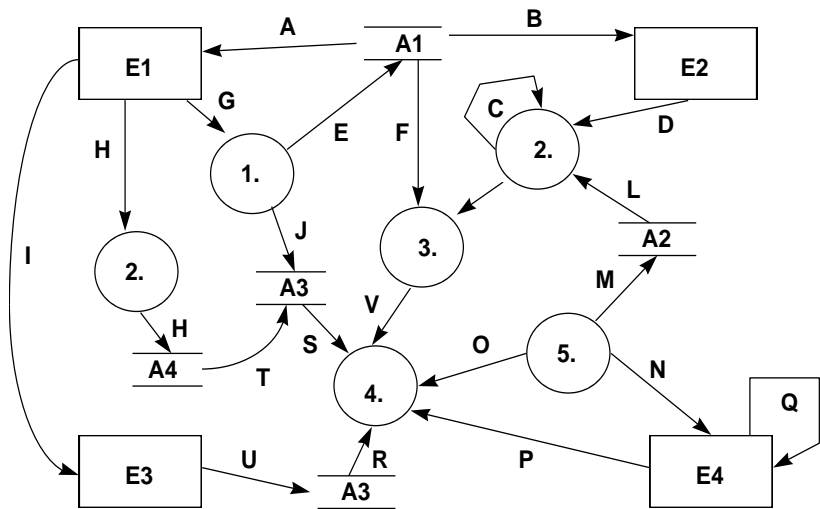 A
B
E1
A1
E2
G
C
D
H
E
F
1.
2.
L
I
J
2.
3.
A2
A3
M
V
H
S
O
5.
N
A4
T
4.
Q
E3
U
R
P
E4
A3